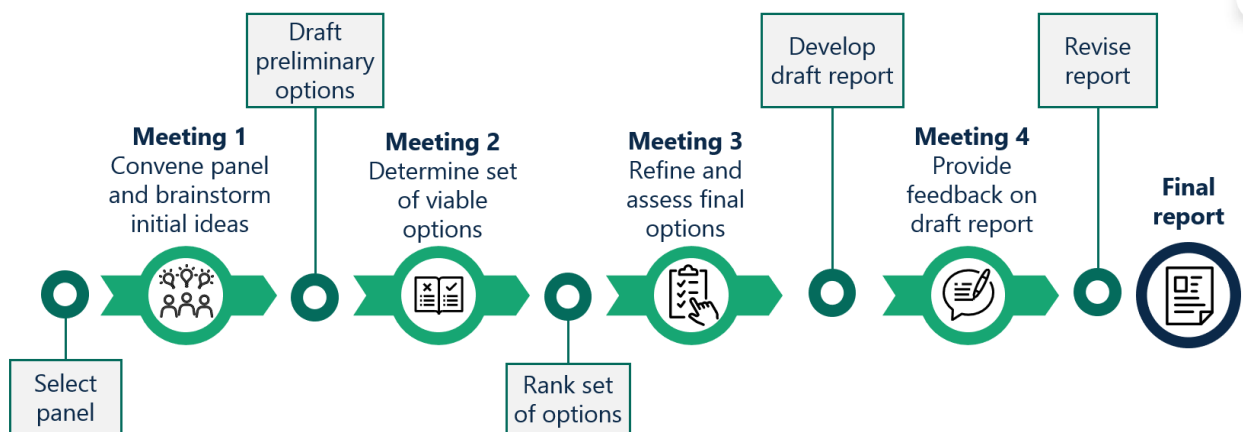 Select
panel
Meeting 1
Convene panel
and brainstorm
initial ideas
Draft
preliminary
options
Meeting 2
Determine set
of viable
options
Rank set
of options
Meeting 3
Refine and
assess final
options
Develop
draft report
Meeting 4
Provide
feedback on
draft report
Revise
report
Final
report